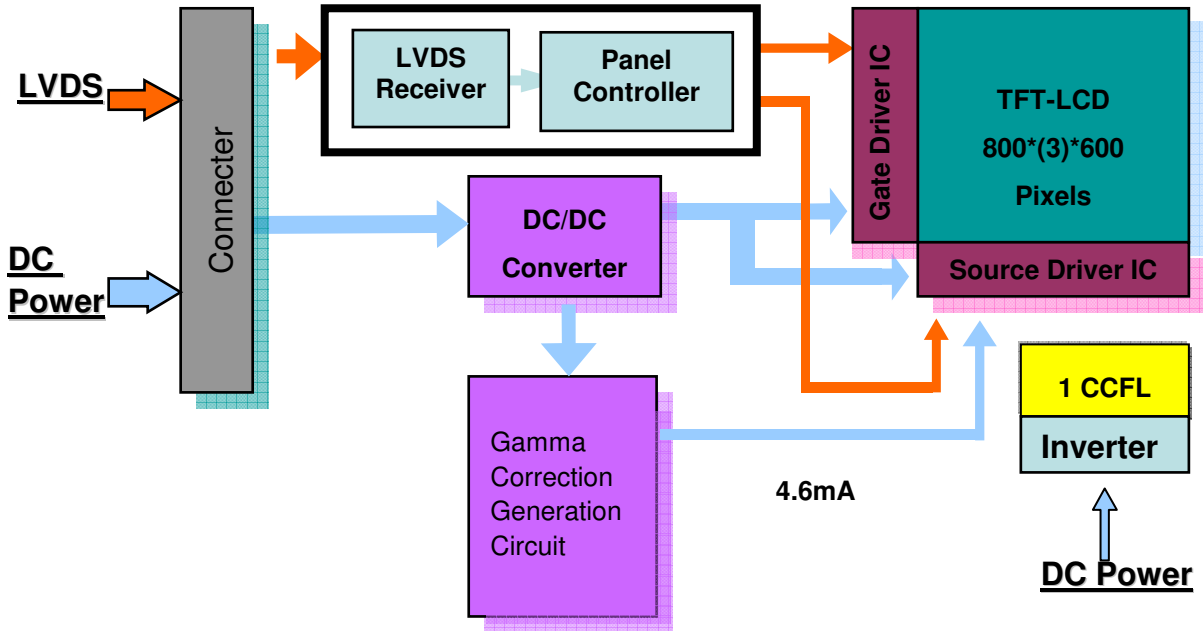 LVDS
DC
Power
Connecter
LVDS
Receiver
Panel
Controller
DC/DC
Converter
Gamma
Correction
Generation
Circuit
Gate Driver IC
TFT-LCD
800*(3)*600
Pixels
Source Driver IC
4.6mA
1 CCFL
Inverter
DC Power